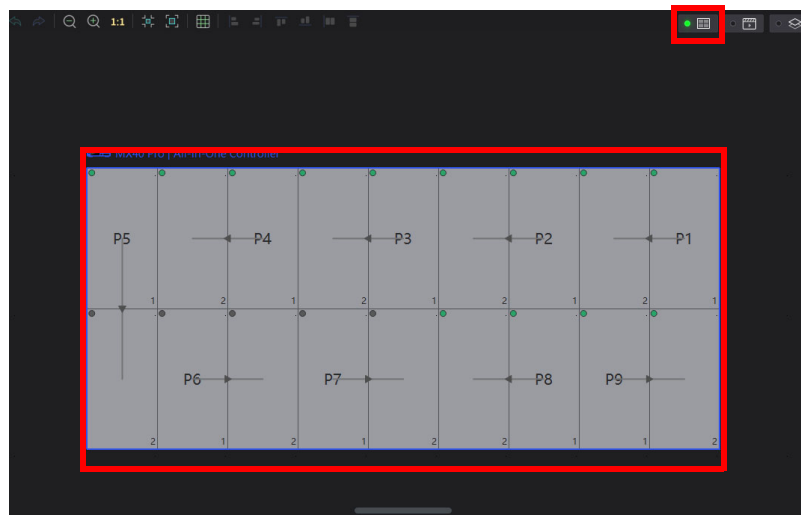 1:1
MX40 Pro | All-in-One Controller
P5 P4 P3 P2 P1
1 2 1 2 1 2 1 2 1
P6 P7 P8 P9
2 1 2 1 2 2 1 1 2